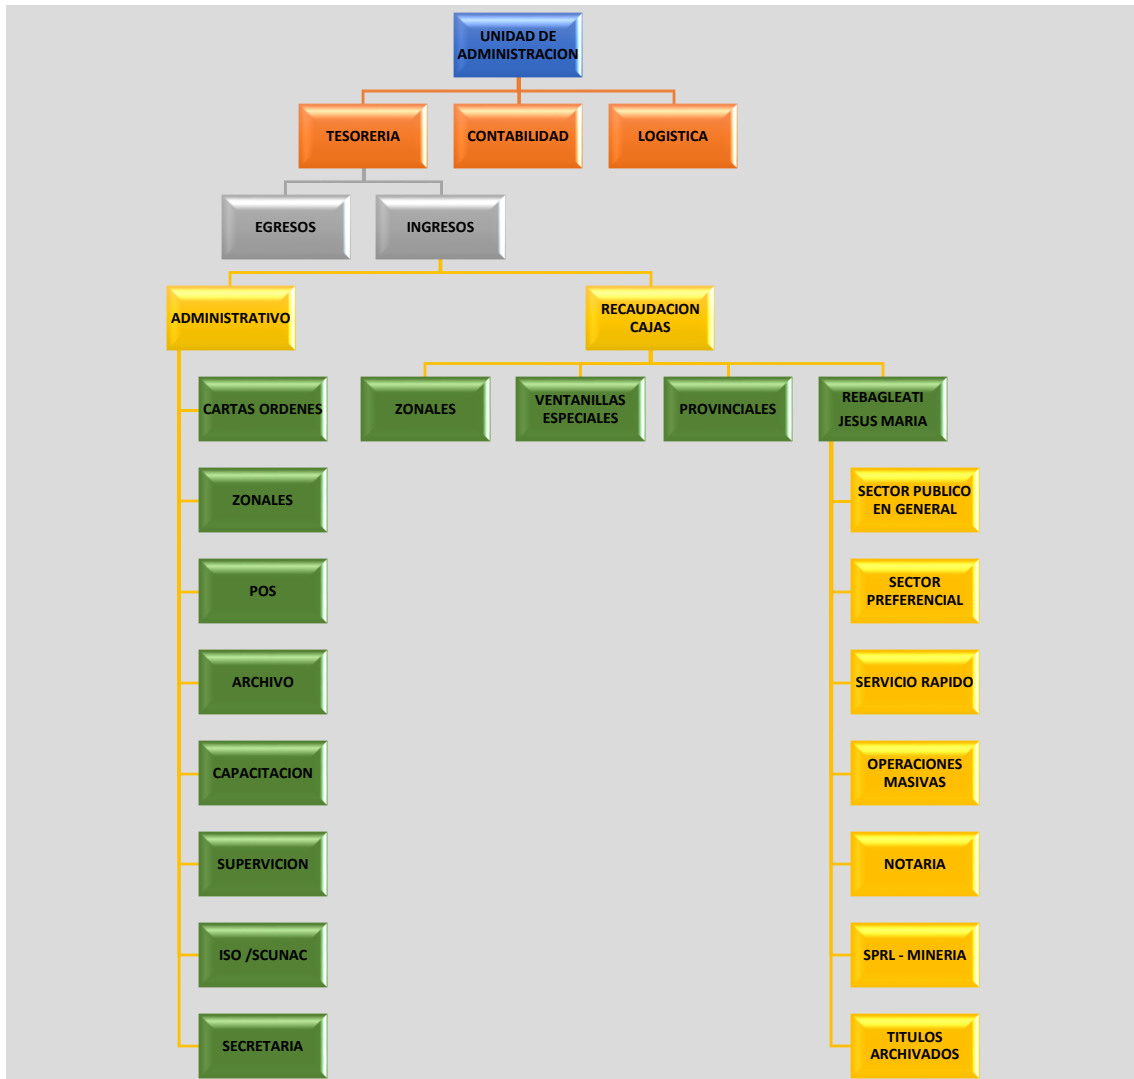 UNIDAD DE
ADMINISTRACION
TESORERIA
CONTABILIDAD
LOGISTICA
EGRESOS
INGRESOS
ADMINISTRATIVO
RECAUDACION
CAJAS
CARTAS ORDENES
ZONALES
VENTANILLAS
ESPECIALES
PROVINCIALES
REBAGLEATI
JESUS MARIA
ZONALES
POS
ARCHIVO
CAPACITACION
SUPERVICION
ISO /SCUNAC
SECRETARIA
SECTOR PUBLICO
EN GENERAL
SECTOR
PREFERENCIAL
SERVICIO RAPIDO
OPERACIONES
MASIVAS
NOTARIA
SPRL - MINERIA
TITULOS
ARCHIVADOS